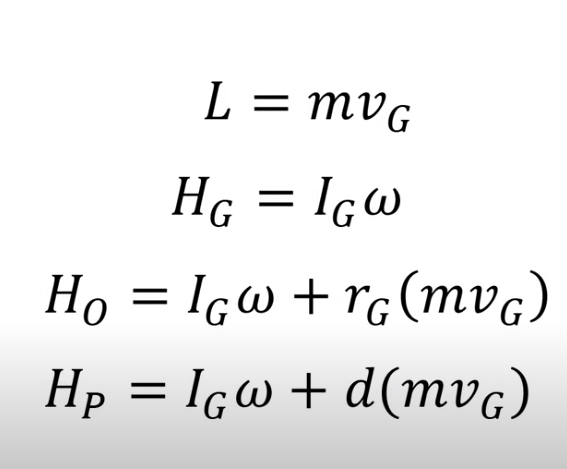 L = mv_G
H_G = I_Gω
H_O = I_Gω + r_G(mv_G)
H_P = I_Gω + d(mv_G)